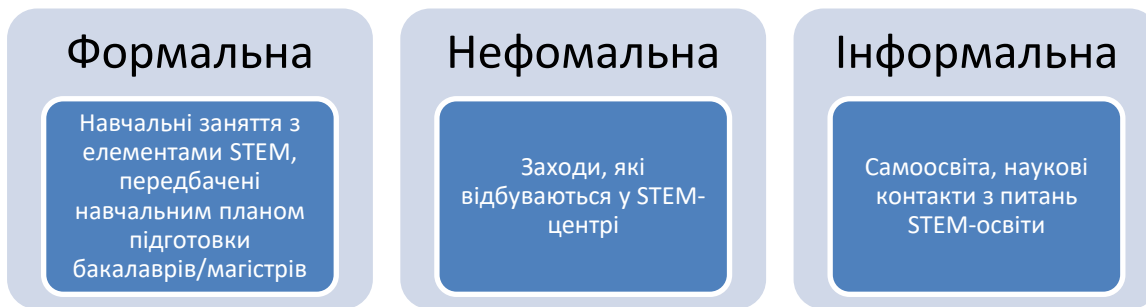 Формальна
Навчальні заняття з
елементами STEM,
передбачені
навчальним планом
підготовки
бакалаврів/магістрів
Нефомальна
Заходи, які
відбуваються у STEM-
центрі
Інформальна
Самоосвіта, наукові
контакти з питань
STEM-освіти